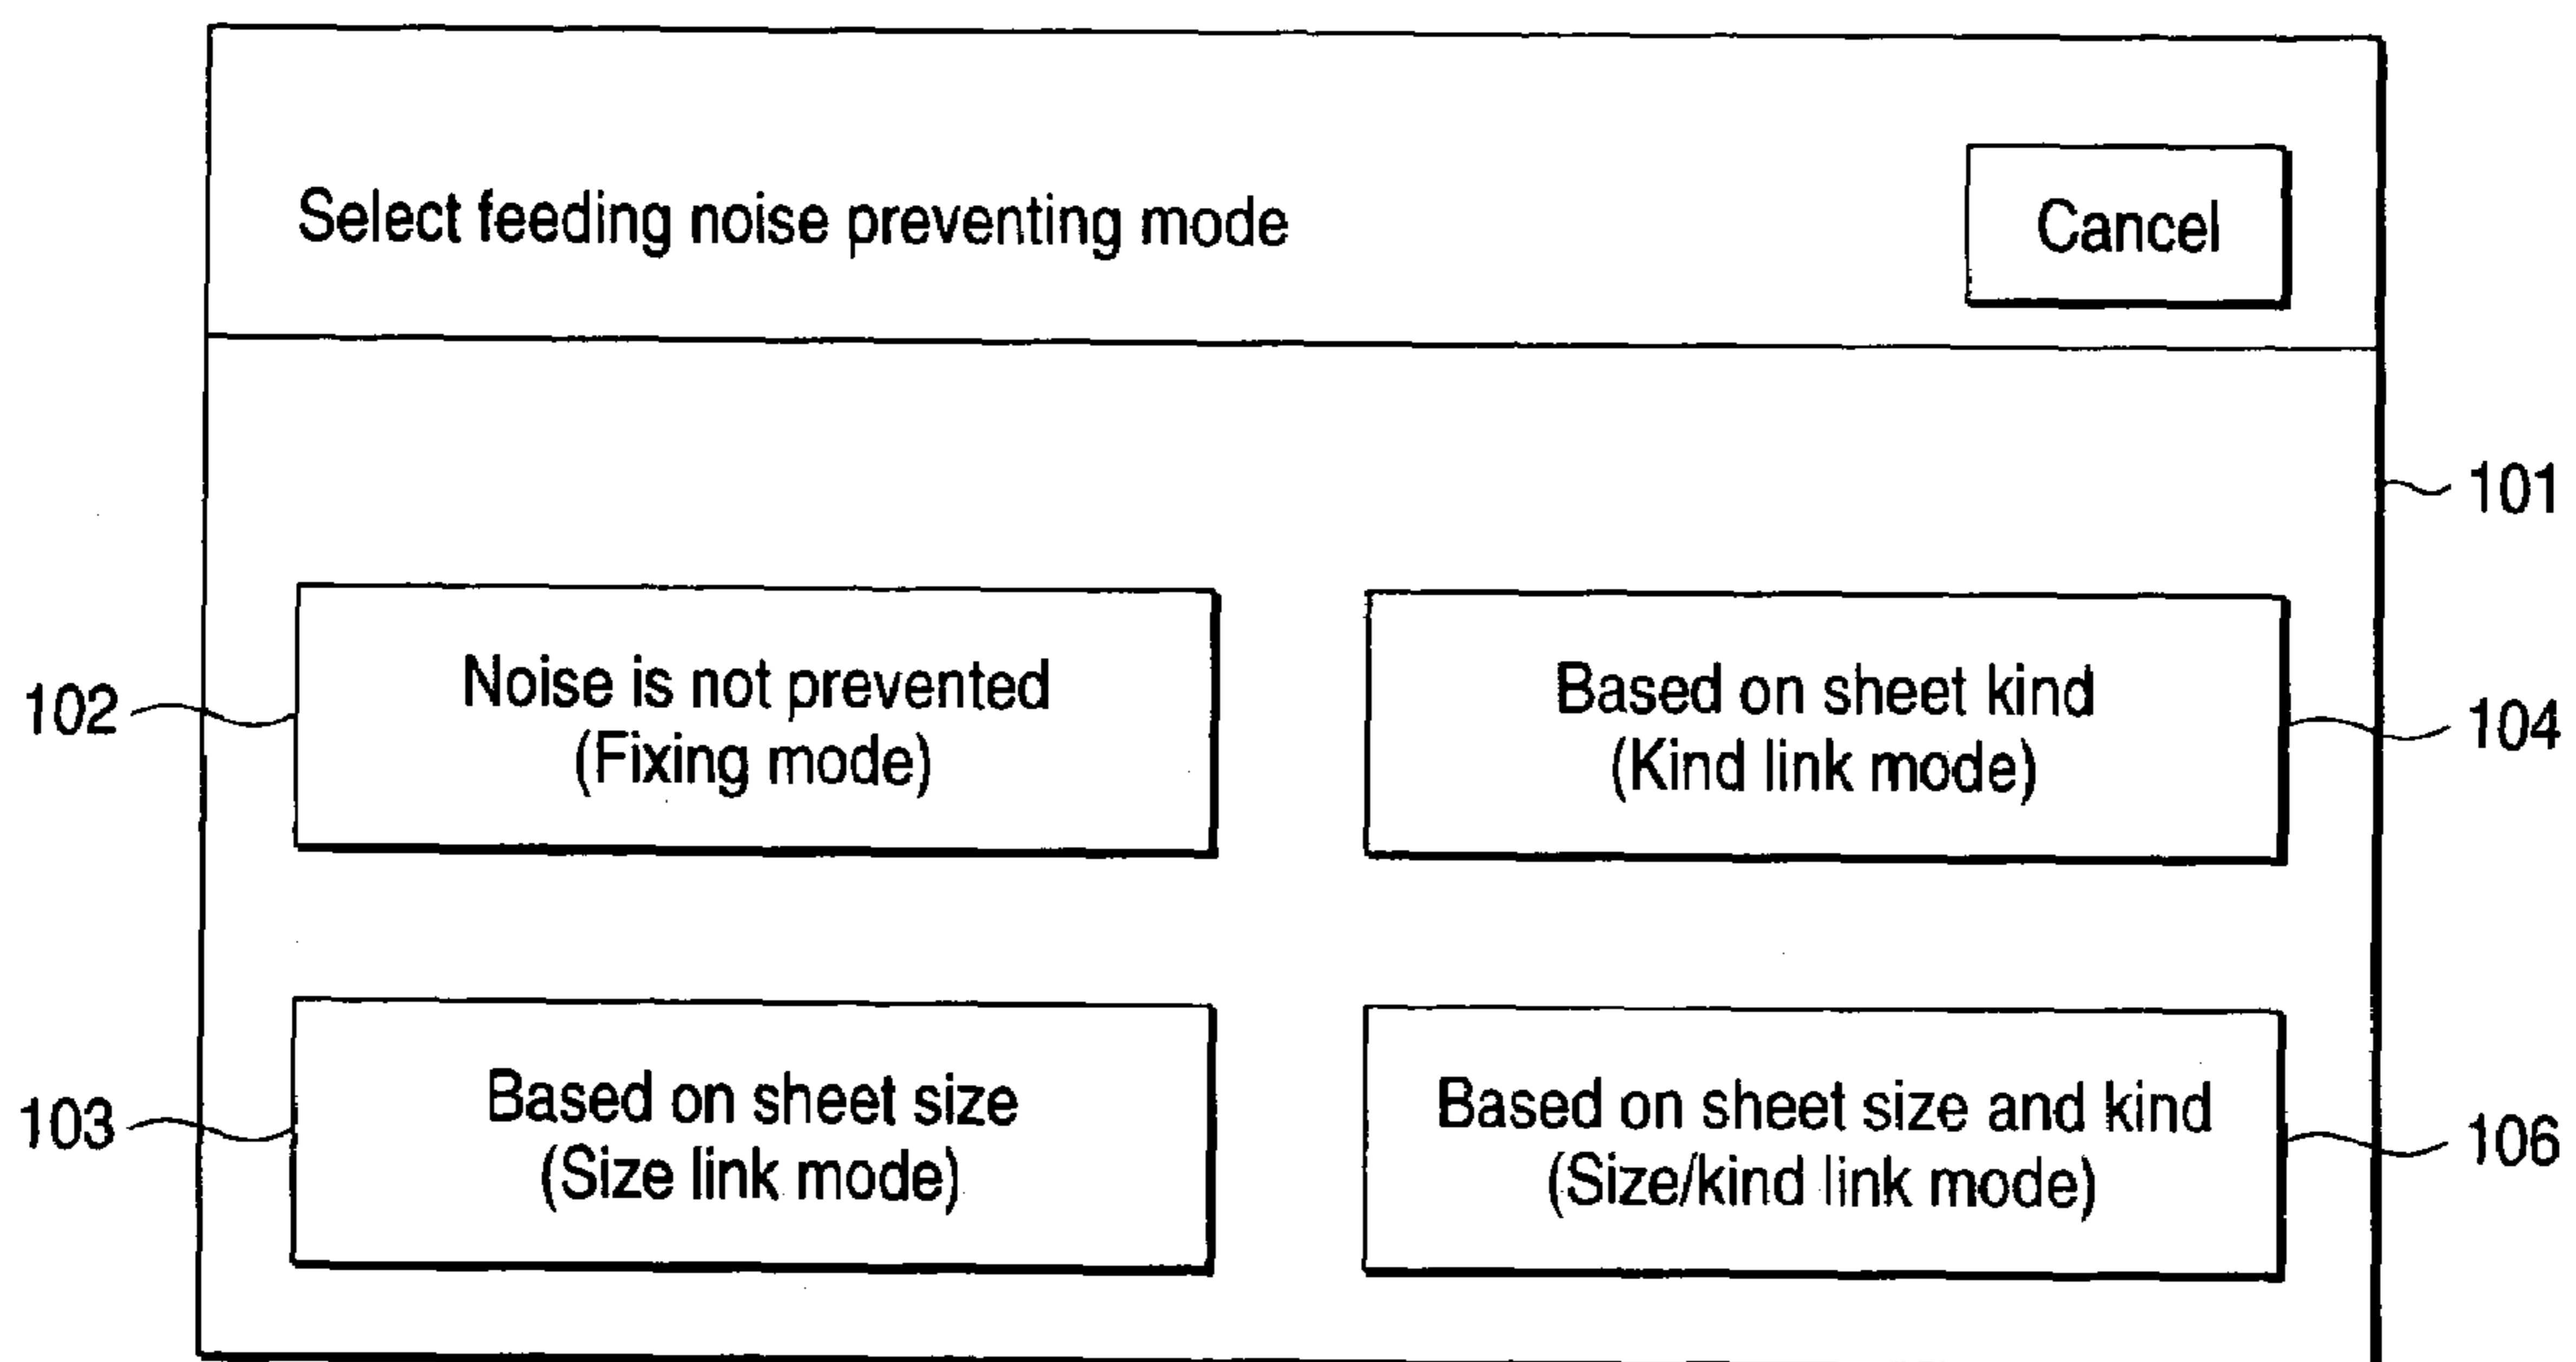 Select feeding noise preventing mode
Cancel
101
102
Noise is not prevented
(Fixing mode)
Based on sheet kind
(Kind link mode)
104
103
Based on sheet size
(Size link mode)
Based on sheet size and kind
(Size/kind link mode)
106